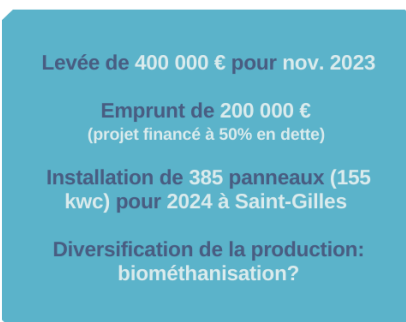 Levée de 400 000 € pour nov. 2023
Emprunt de 200 000 €
(projet financé à 50% en dette)
Installation de 385 panneaux (155
kwc) pour 2024 à Saint-Gilles
Diversification de la production:
biométhanisation?